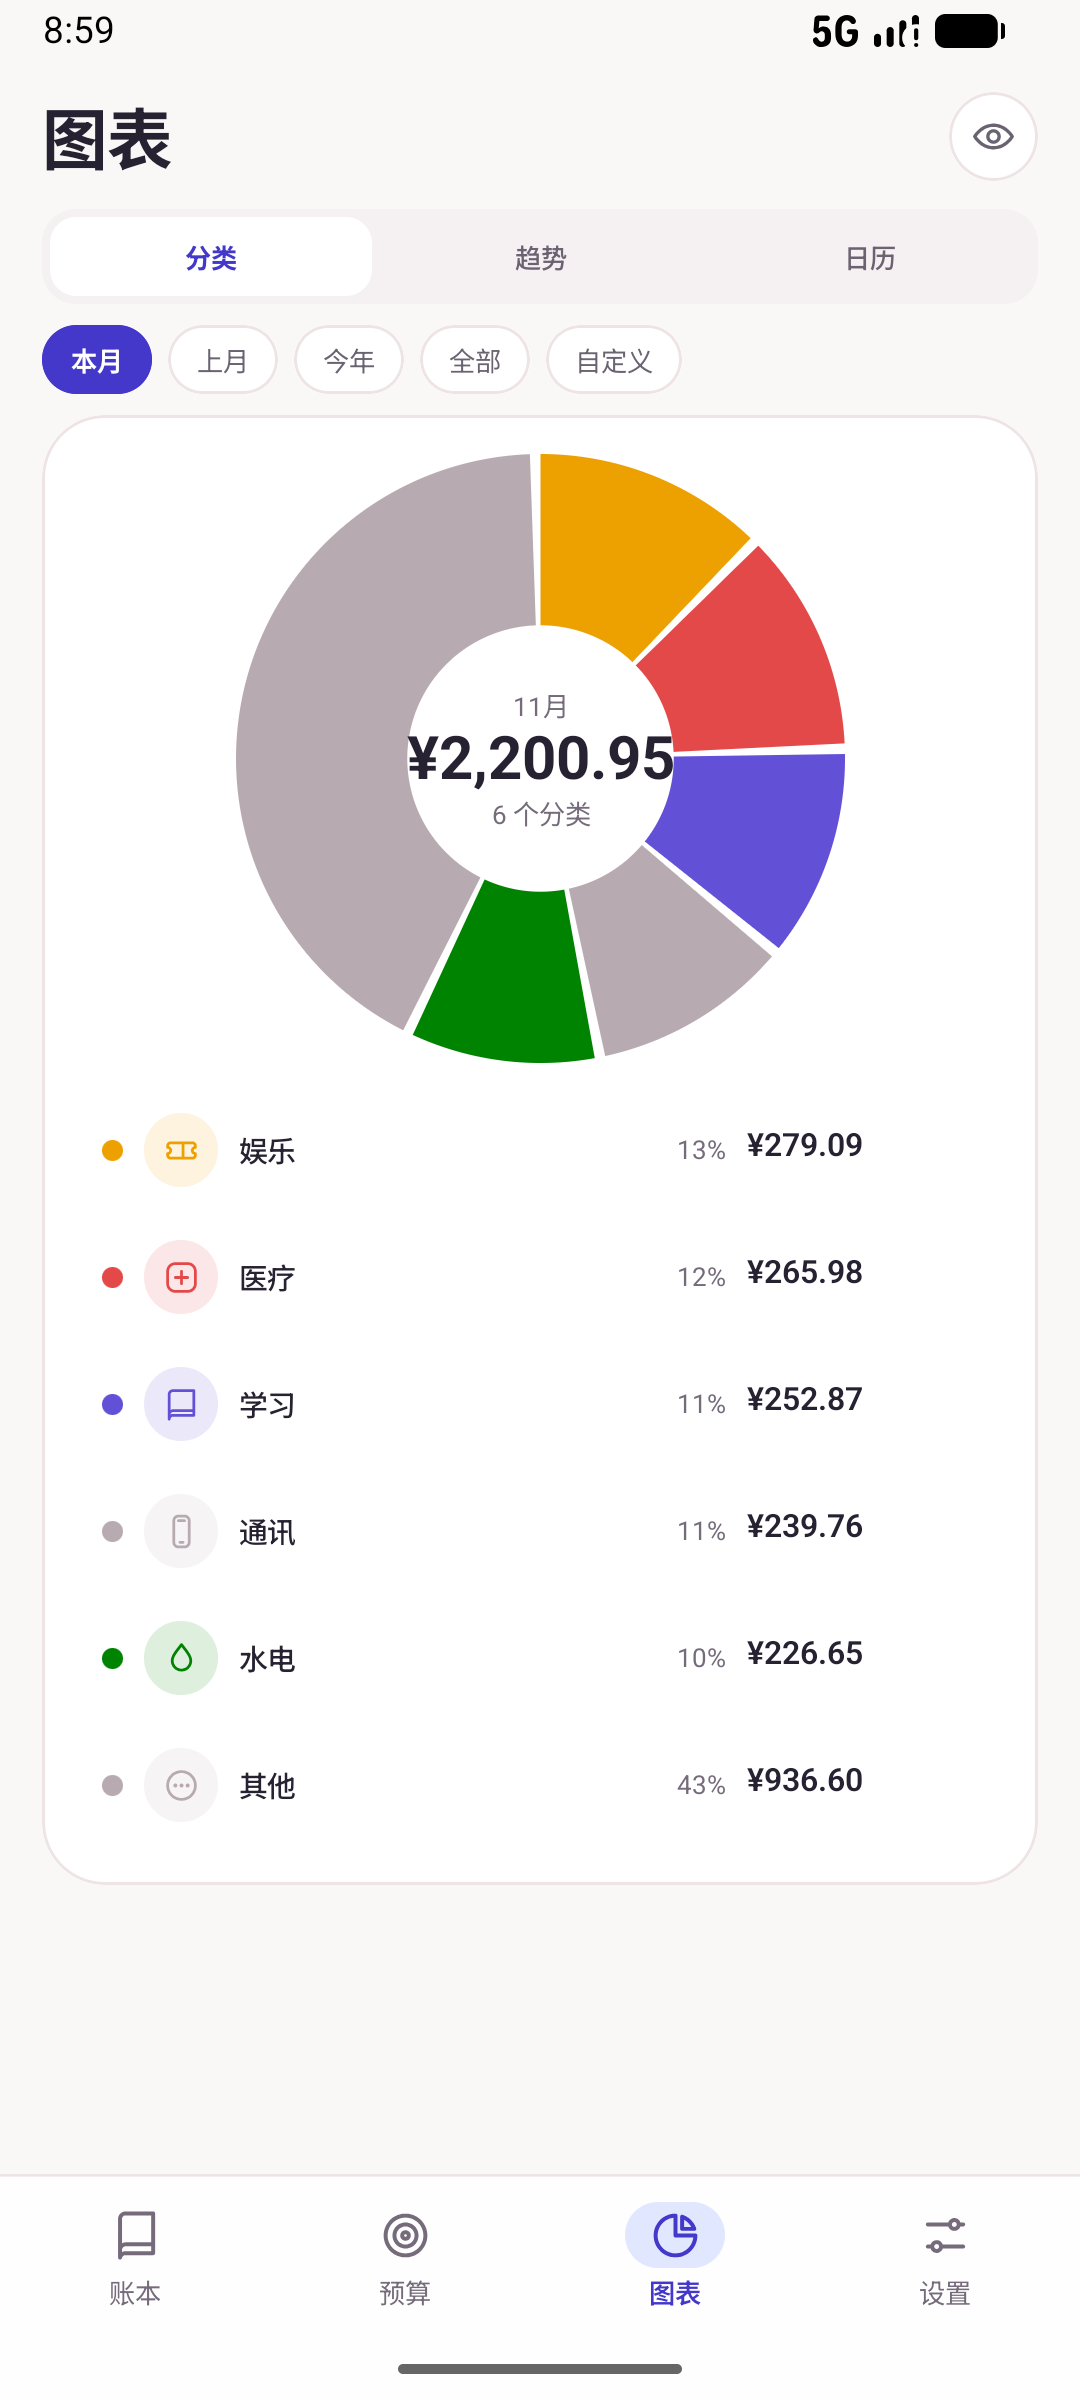 8:59 5G
图表
分类 趋势 日历
本月 上月 今年 全部 自定义
11月
¥2,200.95
6 个分类
娱乐 13% ¥279.09
医疗 12% ¥265.98
学习 11% ¥252.87
通讯 11% ¥239.76
水电 10% ¥226.65
其他 43% ¥936.60
账本 预算 图表 设置